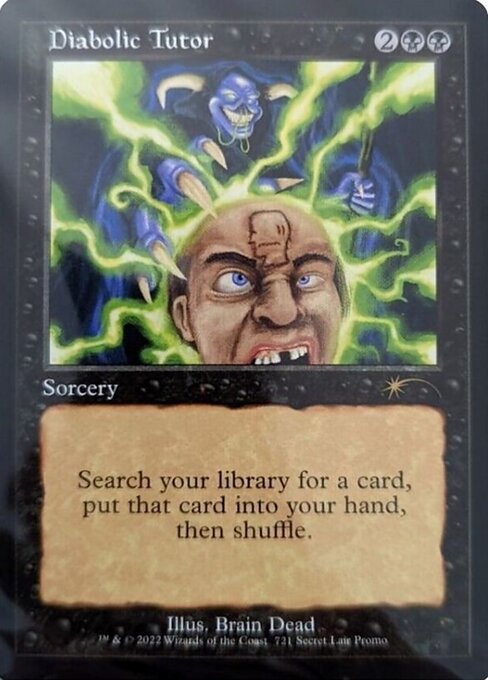 Diabolic Tutor 2
Sorcery
Search your library for a card,
put that card into your hand,
then shuffle.
Illus. Brain Dead
™ & © 2022 Wizards of the Coast 721 Secret Lair Promo